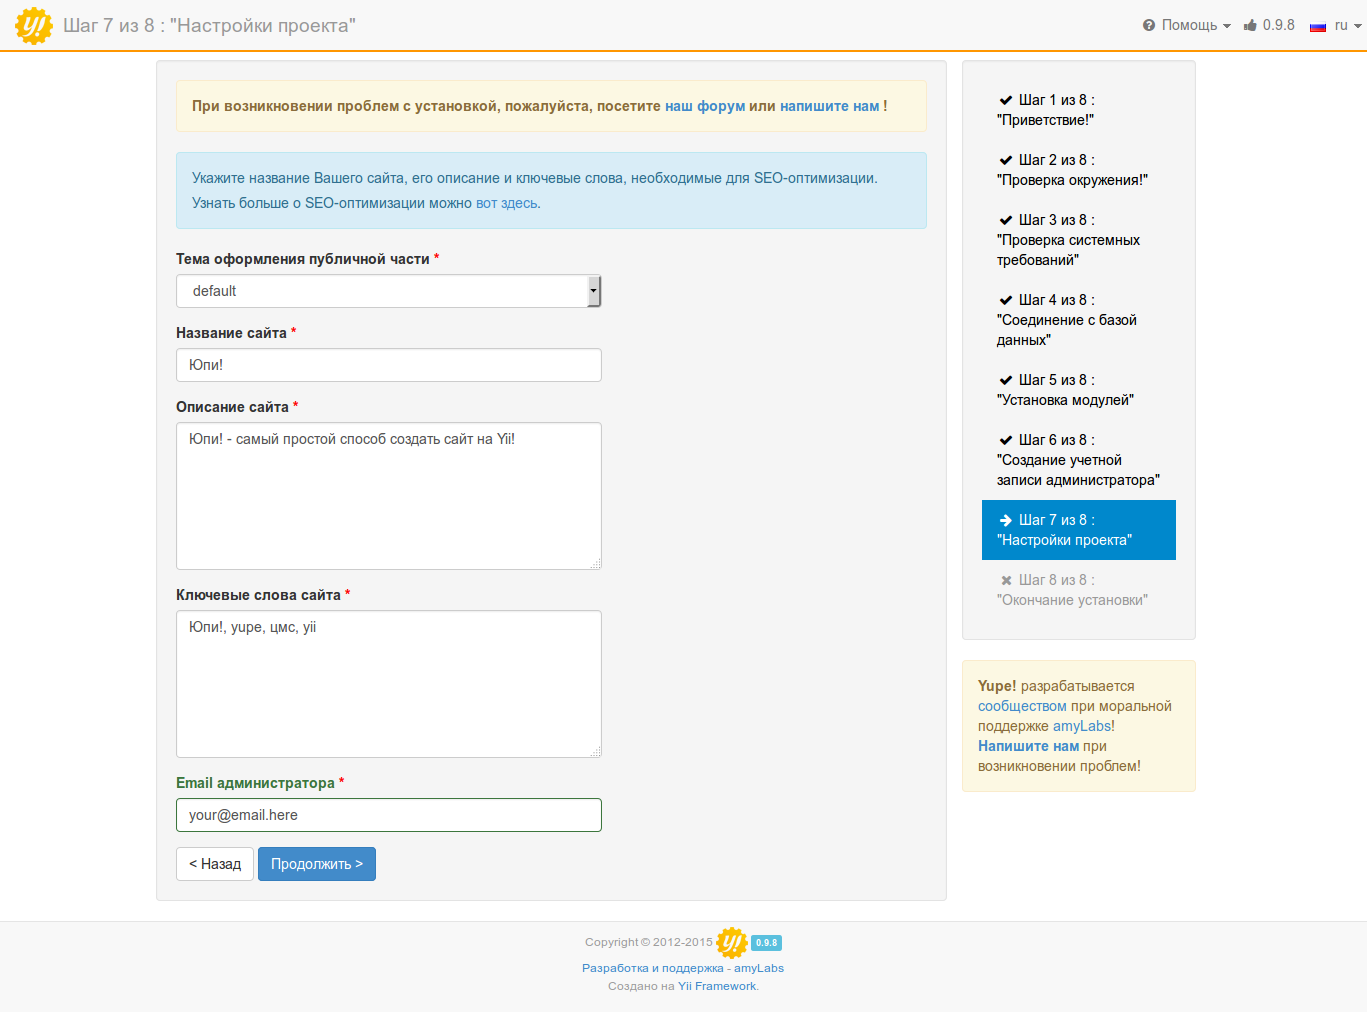 y!
Шаг 7 из 8 : "Настройки проекта"
Помощь
0.9.8
ru
При возникновении проблем с установкой, пожалуйста, посетите наш форум или напишите нам !
Укажите название Вашего сайта, его описание и ключевые слова, необходимые для SEO-оптимизации.
Узнать больше о SEO-оптимизации можно вот здесь.
Тема оформления публичной части *
default
Название сайта *
Юпи!
Описание сайта *
Юпи! - самый простой способ создать сайт на Yii!
Ключевые слова сайта *
Юпи!, yupe, цмс, yii
Email администратора *
your@email.here
< Назад
Продолжить >
Шаг 1 из 8 :
"Приветствие!"
Шаг 2 из 8 :
"Проверка окружения!"
Шаг 3 из 8 :
"Проверка системных
требований"
Шаг 4 из 8 :
"Соединение с базой
данных"
Шаг 5 из 8 :
"Установка модулей"
Шаг 6 из 8 :
"Создание учетной
записи администратора"
Шаг 7 из 8 :
"Настройки проекта"
Шаг 8 из 8 :
"Окончание установки"
Yupe! разрабатывается
сообществом при моральной
поддержке amyLabs!
Напишите нам при
возникновении проблем!
Copyright © 2012-2015 y! 0.9.8
Разработка и поддержка - amyLabs
Создано на Yii Framework.